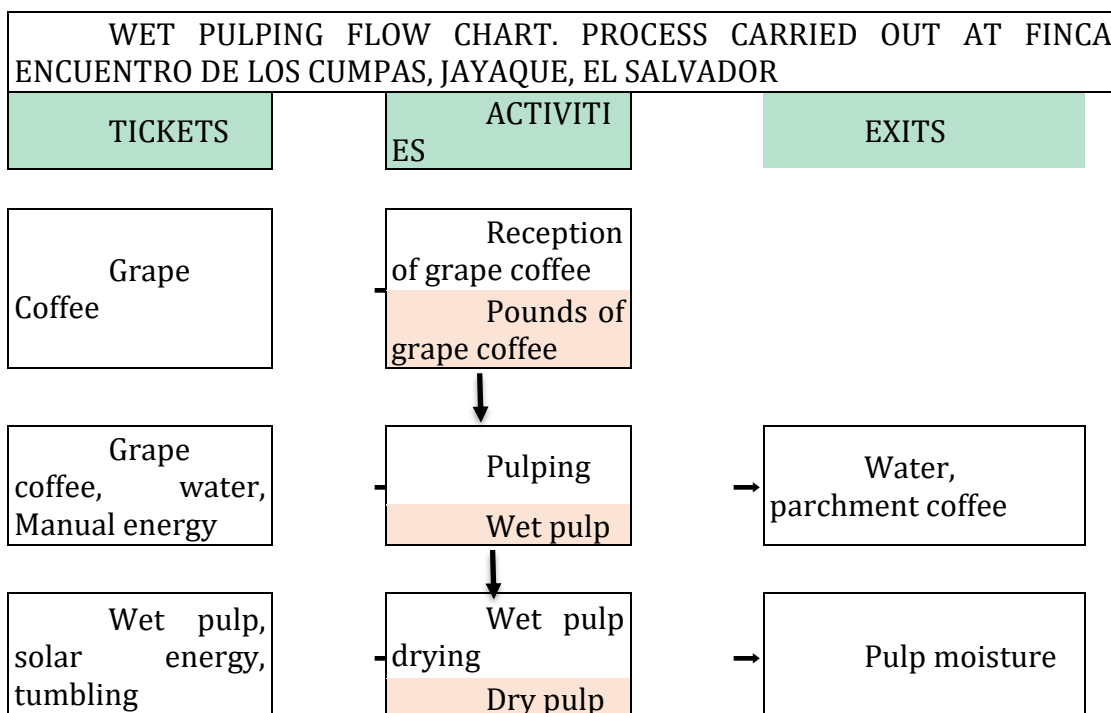 WET PULPING FLOW CHART. PROCESS CARRIED OUT AT FINCA
ENCUENTRO DE LOS CUMPAS, JAYAQUE, EL SALVADOR
TICKETS
ACTIVITI
ES
EXITS
Grape
Coffee
Reception
of grape coffee
Pounds of
grape coffee
Grape
coffee, water,
Manual energy
Pulping
Wet pulp
Water,
parchment coffee
Wet pulp,
solar energy,
tumbling
Wet pulp
drying
Dry pulp
Pulp moisture